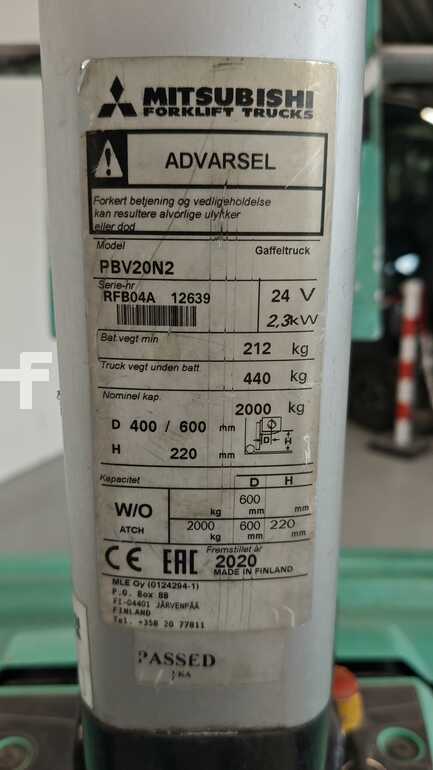 MITSUBISHI
FORKLIFT TRUCKS
ADVARSEL
Forkert betjening og vedligeholdelse
kan resultere alvorlige ulykker
eller død
Model Gaffeltruck
PBV20N2
Serie-nr
RFB04A 12639 24 V
2,3kW
Bat.vegt min 212 kg
Truck vegt unden batt. 440 kg
Nominel kap. 2000 kg
D 400 / 600 mm D H
H 220 mm
Kapacitet D H
W/O kg 600 mm mm
ATCH 2000 kg 600 mm 220 mm
CE EAC Fremstillet år
2020
MADE IN FINLAND
MLE Oy (0124294-1)
P.O. Box 88
FI-04401 JÄRVENPÄÄ
FINLAND
Tel. +358 20 77811
PASSED
f